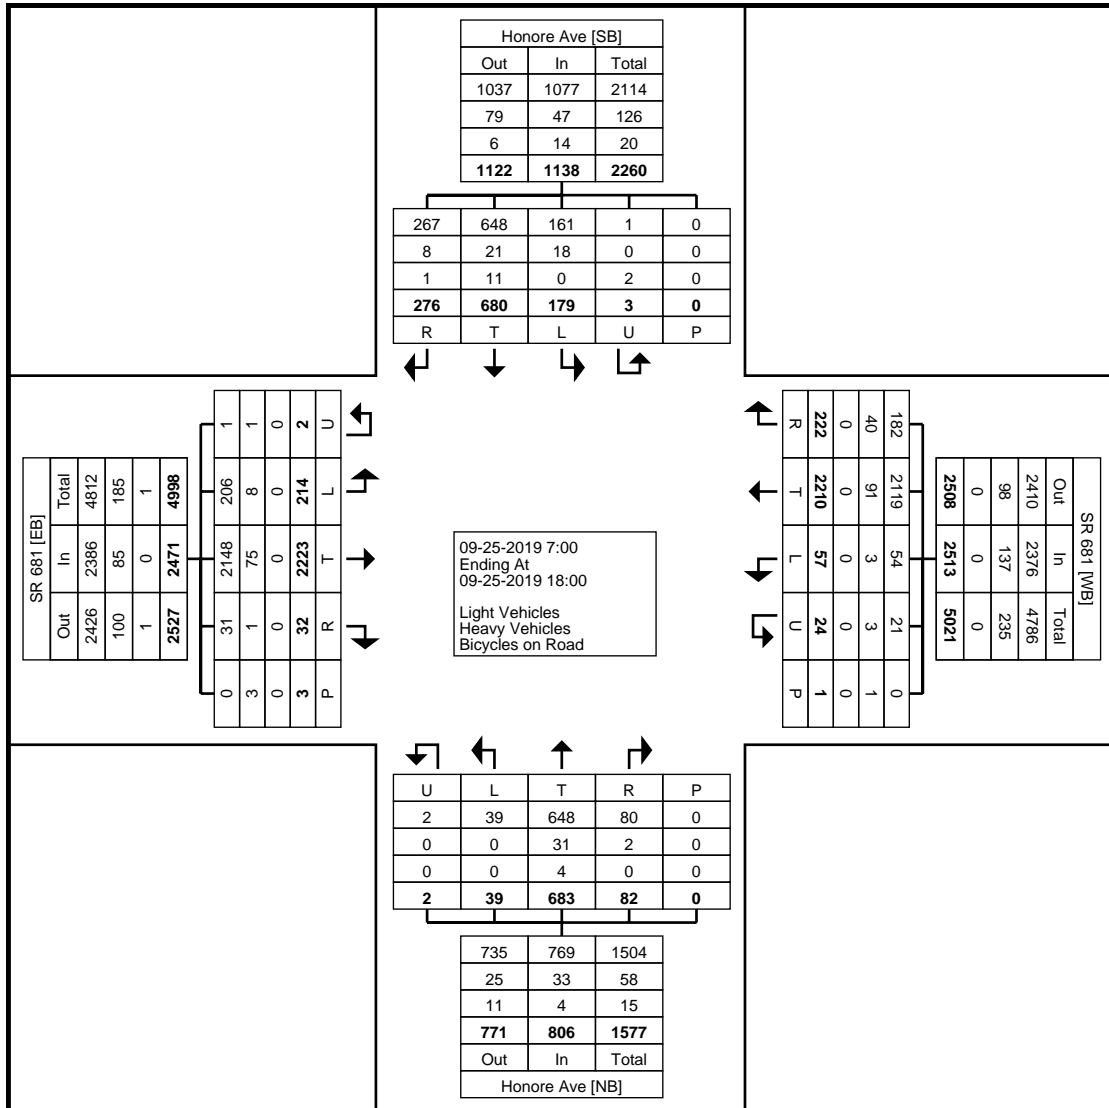 Honore Ave [SB]
Out In Total
1037 1077 2114
79 47 126
6 14 20
1122 1138 2260
267 648 161 1 0
8 21 18 0 0
1 11 0 2 0
276 680 179 3 0
R T L U P
SR 681 [EB]
Out In Total
2426 2386 4812
100 85 185
1 0 1
2527 2471 4998
0 31 2148 206 1
3 1 75 8 1
0 0 0 0 0
3 32 2223 214 2
P R T L U
09-25-2019 7:00
Ending At
09-25-2019 18:00
Light Vehicles
Heavy Vehicles
Bicycles on Road
SR 681 [WB]
Out In Total
2410 2376 4786
98 137 235
0 0 0
2508 2513 5021
182 2119 54 21 0
40 91 3 3 1
0 0 0 0 0
222 2210 57 24 1
R T L U P
U L T R P
2 39 648 80 0
0 0 31 2 0
0 0 4 0 0
2 39 683 82 0
735 769 1504
25 33 58
11 4 15
771 806 1577
Out In Total
Honore Ave [NB]